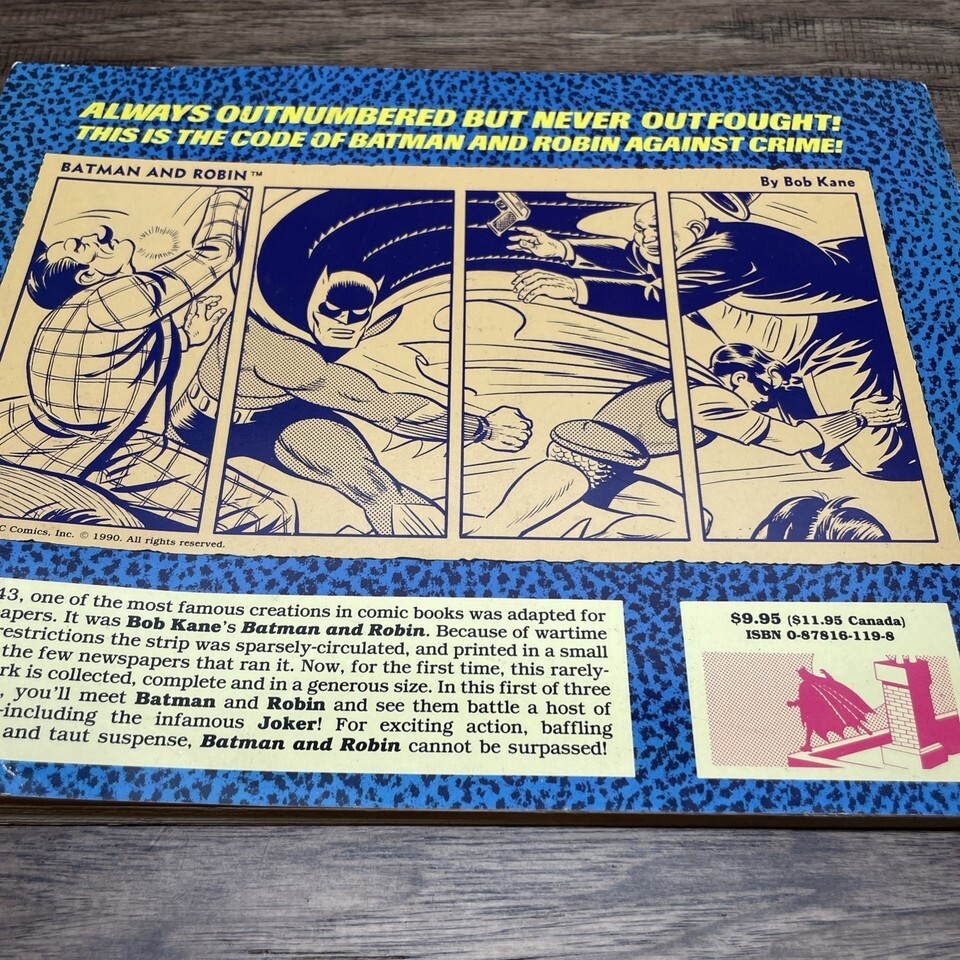 ALWAYS OUTNUMBERED BUT NEVER OUTFOUGHT!
THIS IS THE CODE OF BATMAN AND ROBIN AGAINST CRIME!
BATMAN AND ROBIN™
By Bob Kane
C Comics, Inc. © 1990. All rights reserved.
43, one of the most famous creations in comic books was adapted for
apers. It was Bob Kane's Batman and Robin. Because of wartime
restrictions the strip was sparsely-circulated, and printed in a small
the few newspapers that ran it. Now, for the first time, this rarely-
rk is collected, complete and in a generous size. In this first of three
, you'll meet Batman and Robin and see them battle a host of
-including the infamous Joker! For exciting action, baffling
and taut suspense, Batman and Robin cannot be surpassed!
$9.95 ($11.95 Canada)
ISBN 0-87816-119-8